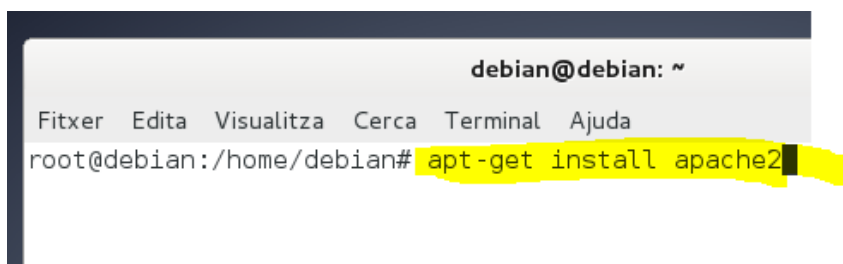 debian@debian: ~
Fitxer Edita Visualitza Cerca Terminal Ajuda
root@debian:/home/debian# apt-get install apache2